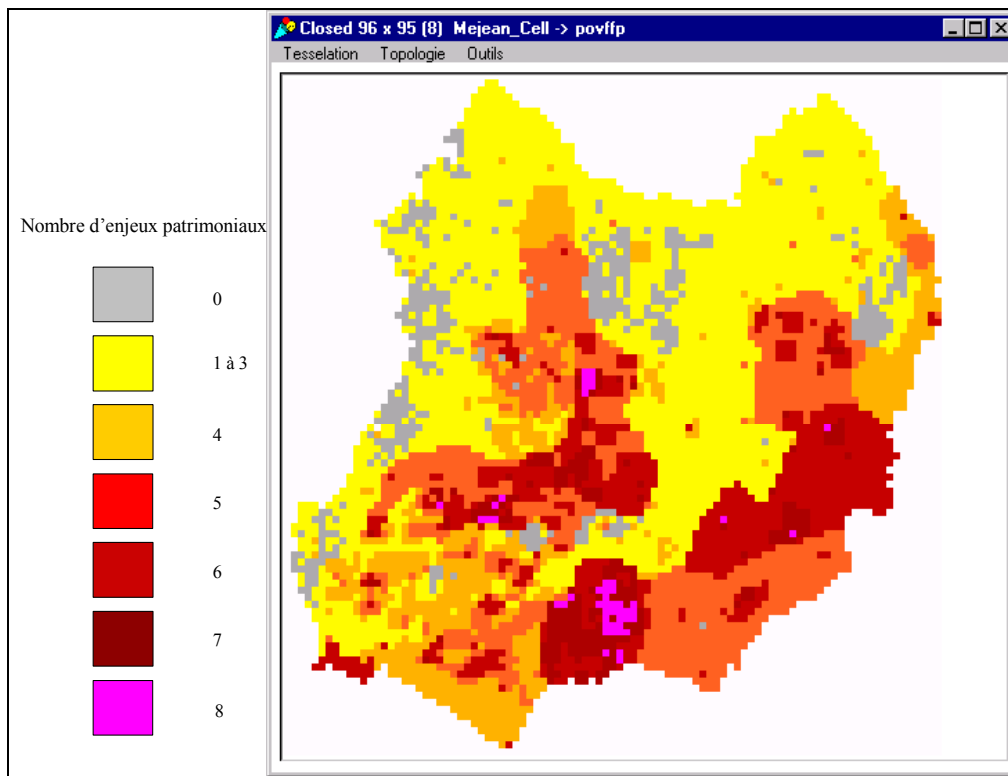 Closed 96 x 95 (8) Mejean_Cell -> povffp
Tesselation Topologie Outils
Nombre d'enjeux patrimoniaux
0
1 à 3
4
5
6
7
8